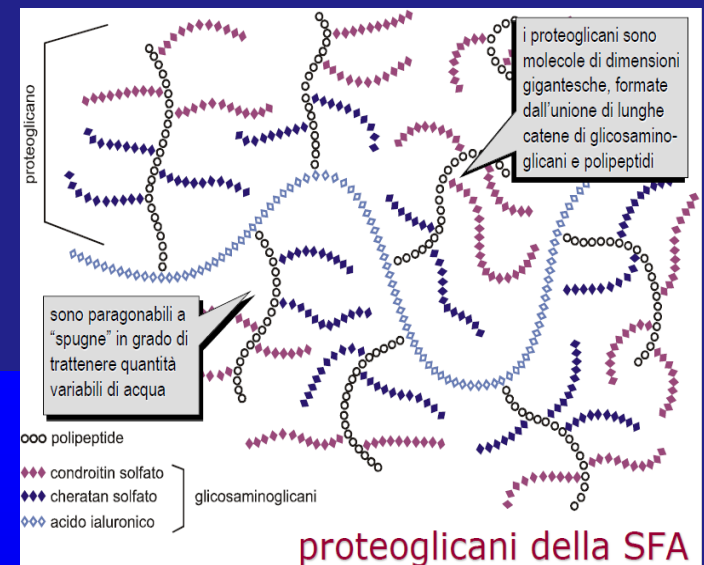 proteoglicano
i proteoglicani sono
molecole di dimensioni
gigantesche, formate
dall'unione di lunghe
catene di glicosamino-
glicani e polipeptidi
sono paragonabili a
“spugne” in grado di
trattenere quantità
variabili di acqua
polipeptide
condroitin solfato
cheratan solfato
acido ialuronico
glicosaminoglicani
proteoglicani della SFA